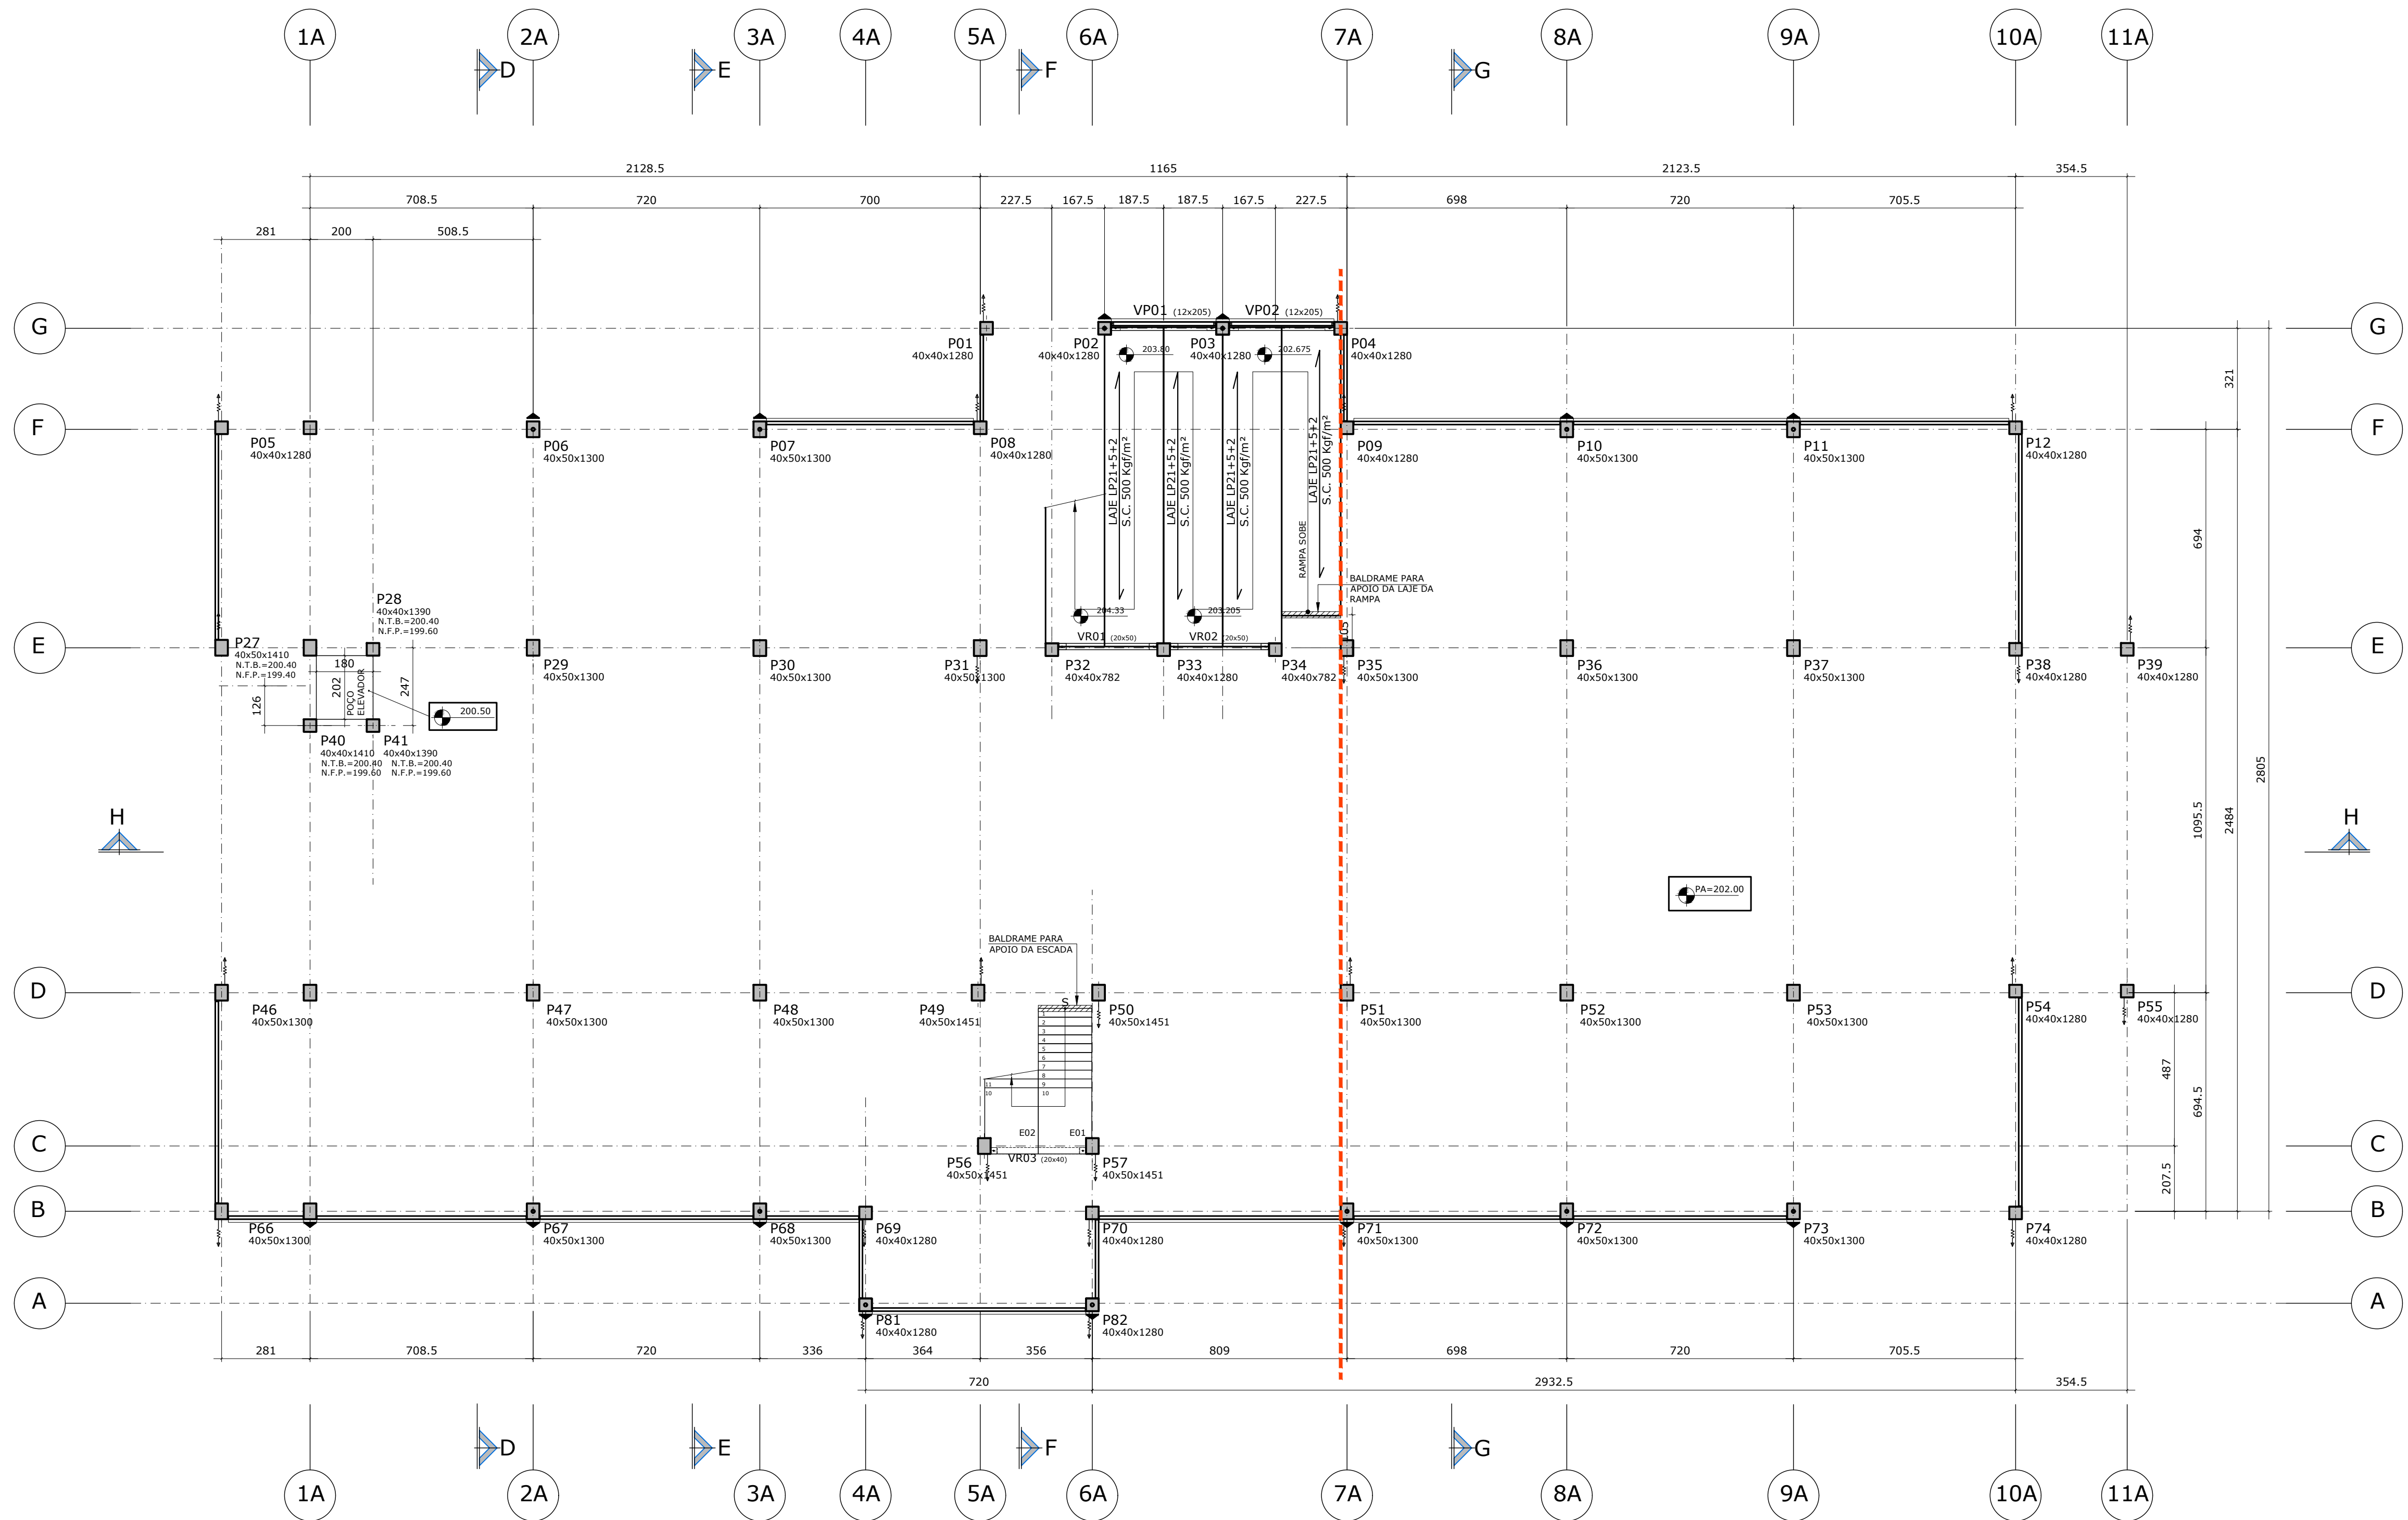 1A 2A 3A 4A 5A 6A 7A 8A 9A 10A 11A
D E F G
2128.5 1165 2123.5 354.5
708.5 720 700 227.5 167.5 187.5 187.5 167.5 227.5 698 720 705.5
281 200 508.5
G G
VP01 (12x205) VP02 (12x205)
P01
40x40x1280
P02
40x40x1280
P03
40x40x1280
P04
40x40x1280
203.80
202.675
321
F F
P05
40x40x1280
P06
40x50x1300
P07
40x50x1300
P08
40x40x1280
LAJE LP21+5+2
S.C. 500 Kgf/m²
LAJE LP21+5+2
S.C. 500 Kgf/m²
LAJE LP21+5+2
S.C. 500 Kgf/m²
LAJE LP21+5+2
S.C. 500 Kgf/m²
P09
40x40x1280
P10
40x50x1300
P11
40x50x1300
P12
40x40x1280
694
RAMPA SOBE
BALDRAME PARA
APOIO DA LAJE DA
RAMPA
204.33
203.205
105
P28
40x40x1390
N.T.B.=200.40
N.F.P.=199.60
E E
P27
40x50x1410
N.T.B.=200.40
N.F.P.=199.40
180
202
POÇO
ELEVADOR
247
126
200.50
VR01 (20x50) VR02 (20x50)
P29
40x50x1300
P30
40x50x1300
P31
40x50x1300
P32
40x40x782
P33
40x40x1280
P34
40x40x782
P35
40x50x1300
P36
40x50x1300
P37
40x50x1300
P38
40x40x1280
P39
40x40x1280
P40
40x40x1410
N.T.B.=200.40
N.F.P.=199.60
P41
40x40x1390
N.T.B.=200.40
N.F.P.=199.60
2805
1095.5
2484
H H
PA=202.00
BALDRAME PARA
APOIO DA ESCADA
D D
P46
40x50x1300
P47
40x50x1300
P48
40x50x1300
P49
40x50x1451
P50
40x50x1451
P51
40x50x1300
P52
40x50x1300
P53
40x50x1300
P54
40x40x1280
P55
40x40x1280
S
1
2
3
4
5
6
7
8
11 9
10 10
487
694.5
C C
E02 E01
VR03 (20x40)
P56
40x50x1451
P57
40x50x1451
207.5
B B
P66
40x50x1300
P67
40x50x1300
P68
40x50x1300
P69
40x40x1280
P70
40x40x1280
P71
40x50x1300
P72
40x50x1300
P73
40x50x1300
P74
40x40x1280
A A
P81
40x40x1280
P82
40x40x1280
281 708.5 720 336 364 356 809 698 720 705.5
720 2932.5 354.5
D E F G
1A 2A 3A 4A 5A 6A 7A 8A 9A 10A 11A